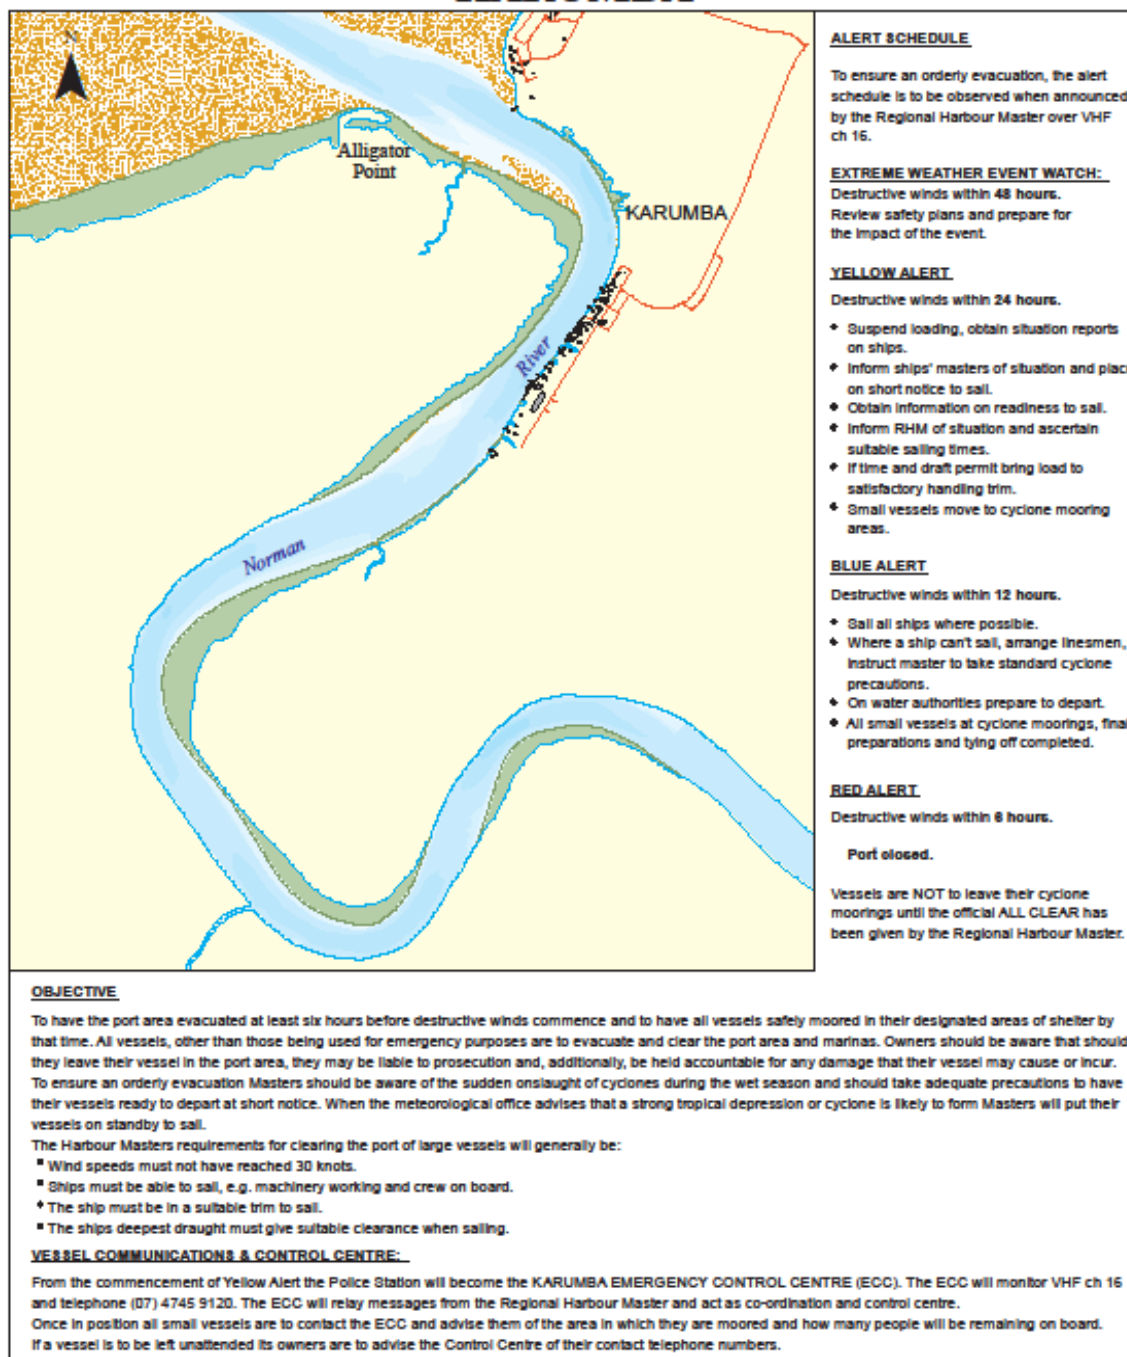 N
Alligator
Point
KARUMBA
River
Norman
ALERT SCHEDULE
To ensure an orderly evacuation, the alert
schedule is to be observed when announced
by the Regional Harbour Master over VHF
ch 16.
EXTREME WEATHER EVENT WATCH:
Destructive winds within 48 hours.
Review safety plans and prepare for
the impact of the event.
YELLOW ALERT
Destructive winds within 24 hours.
• Suspend loading, obtain situation reports
on ships.
• Inform ships' masters of situation and plac
on short notice to sail.
• Obtain information on readiness to sail.
• Inform RHM of situation and ascertain
suitable sailing times.
• If time and draft permit bring load to
satisfactory handling trim.
• Small vessels move to cyclone mooring
areas.
BLUE ALERT
Destructive winds within 12 hours.
• Sail all ships where possible.
• Where a ship can't sail, arrange linesmen,
instruct master to take standard cyclone
precautions.
• On water authorities prepare to depart.
• All small vessels at cyclone moorings, final
preparations and tying off completed.
RED ALERT
Destructive winds within 6 hours.
Port closed.
Vessels are NOT to leave their cyclone
moorings until the official ALL CLEAR has
been given by the Regional Harbour Master.
OBJECTIVE
To have the port area evacuated at least six hours before destructive winds commence and to have all vessels safely moored in their designated areas of shelter by
that time. All vessels, other than those being used for emergency purposes are to evacuate and clear the port area and marinas. Owners should be aware that should
they leave their vessel in the port area, they may be liable to prosecution and, additionally, be held accountable for any damage that their vessel may cause or incur.
To ensure an orderly evacuation Masters should be aware of the sudden onslaught of cyclones during the wet season and should take adequate precautions to have
their vessels ready to depart at short notice. When the meteorological office advises that a strong tropical depression or cyclone is likely to form Masters will put their
vessels on standby to sail.
The Harbour Masters requirements for clearing the port of large vessels will generally be:
▪ Wind speeds must not have reached 30 knots.
▪ Ships must be able to sail, e.g. machinery working and crew on board.
• The ship must be in a suitable trim to sail.
▪ The ships deepest draught must give suitable clearance when sailing.
VESSEL COMMUNICATIONS & CONTROL CENTRE:
From the commencement of Yellow Alert the Police Station will become the KARUMBA EMERGENCY CONTROL CENTRE (ECC). The ECC will monitor VHF ch 16
and telephone (07) 4745 9120. The ECC will relay messages from the Regional Harbour Master and act as co-ordination and control centre.
Once in position all small vessels are to contact the ECC and advise them of the area in which they are moored and how many people will be remaining on board.
If a vessel is to be left unattended its owners are to advise the Control Centre of their contact telephone numbers.